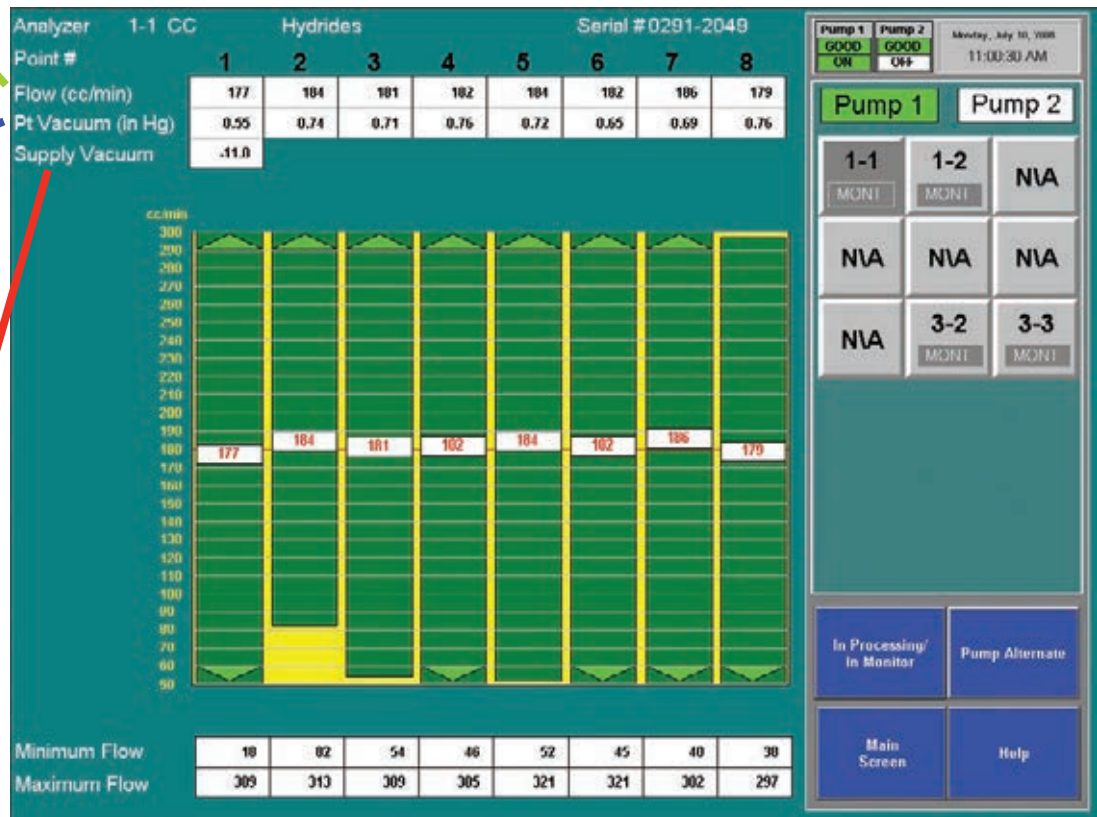 Analyzer 1-1 CC Hydrides Serial #0291-2049
Point # 1 2 3 4 5 6 7 8
Flow (cc/min) 177 184 181 182 184 182 186 179
Pt Vacuum (In Hg) 0.55 0.74 0.71 0.76 0.72 0.65 0.69 0.76
Supply Vacuum -11.0
cc/min
300
290
280
270
260
250
240
230
220
210
200
190
180
170
160
150
140
130
120
110
100
90
80
70
60
50
177 184 181 182 184 182 186 179
Minimum Flow 18 82 54 46 52 45 40 38
Maximum Flow 309 313 309 305 321 321 302 297
Pump 1 Pump 2
GOOD GOOD
ON OFF
Monday, July 10,
11:00:30 AM
Pump 1 Pump 2
1-1 1-2 N\A
MONT MONT
N\A N\A N\A
N\A 3-2 3-3
MONT MONT
In Processing/
In Monitor
Pump Alternate
Main
Screen
Help